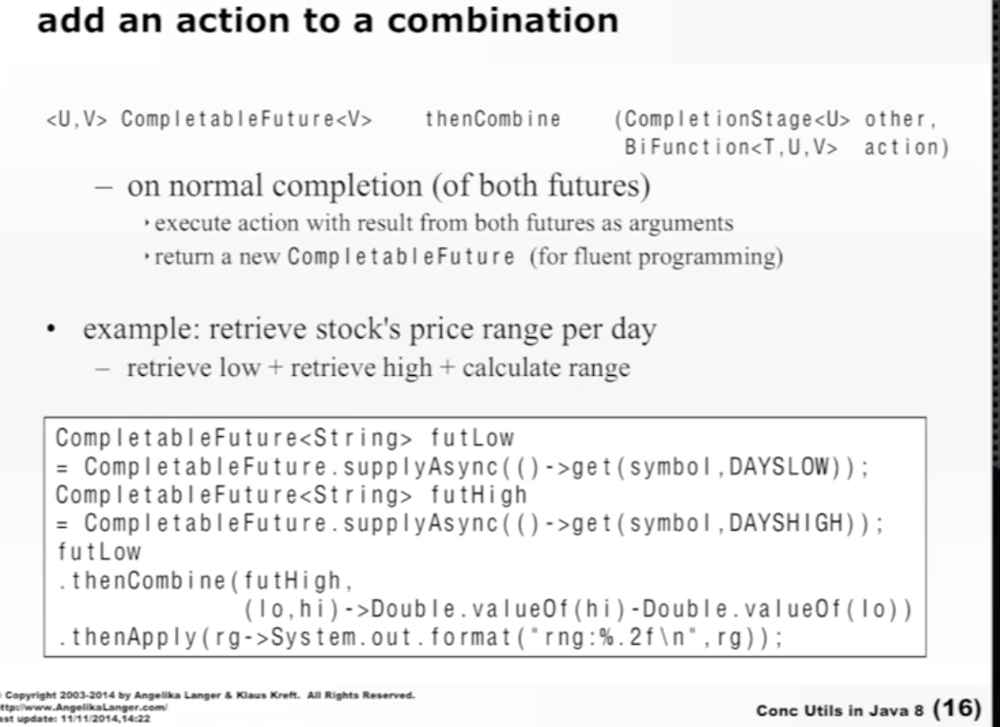 add an action to a combination
<U,V> CompletableFuture<V> thenCombine (CompletionStage<U> other,
BiFunction<T,U,V> action)
– on normal completion (of both futures)
‣ execute action with result from both futures as arguments
‣ return a new CompletableFuture (for fluent programming)
• example: retrieve stock's price range per day
– retrieve low + retrieve high + calculate range
CompletableFuture<String> futLow
= CompletableFuture.supplyAsync(()->get(symbol,DAYSLOW));
CompletableFuture<String> futHigh
= CompletableFuture.supplyAsync(()->get(symbol,DAYSHIGH));
futLow
.thenCombine(futHigh,
(lo,hi)->Double.valueOf(hi)-Double.valueOf(lo))
.thenApply(rg->System.out.format("rng:%.2f\n",rg));
Copyright 2003-2014 by Angelika Langer & Klaus Kreft. All Rights Reserved.
ttp://www.AngelikaLanger.com/
ast update: 11/11/2014,14:22
Conc Utils in Java 8 (16)